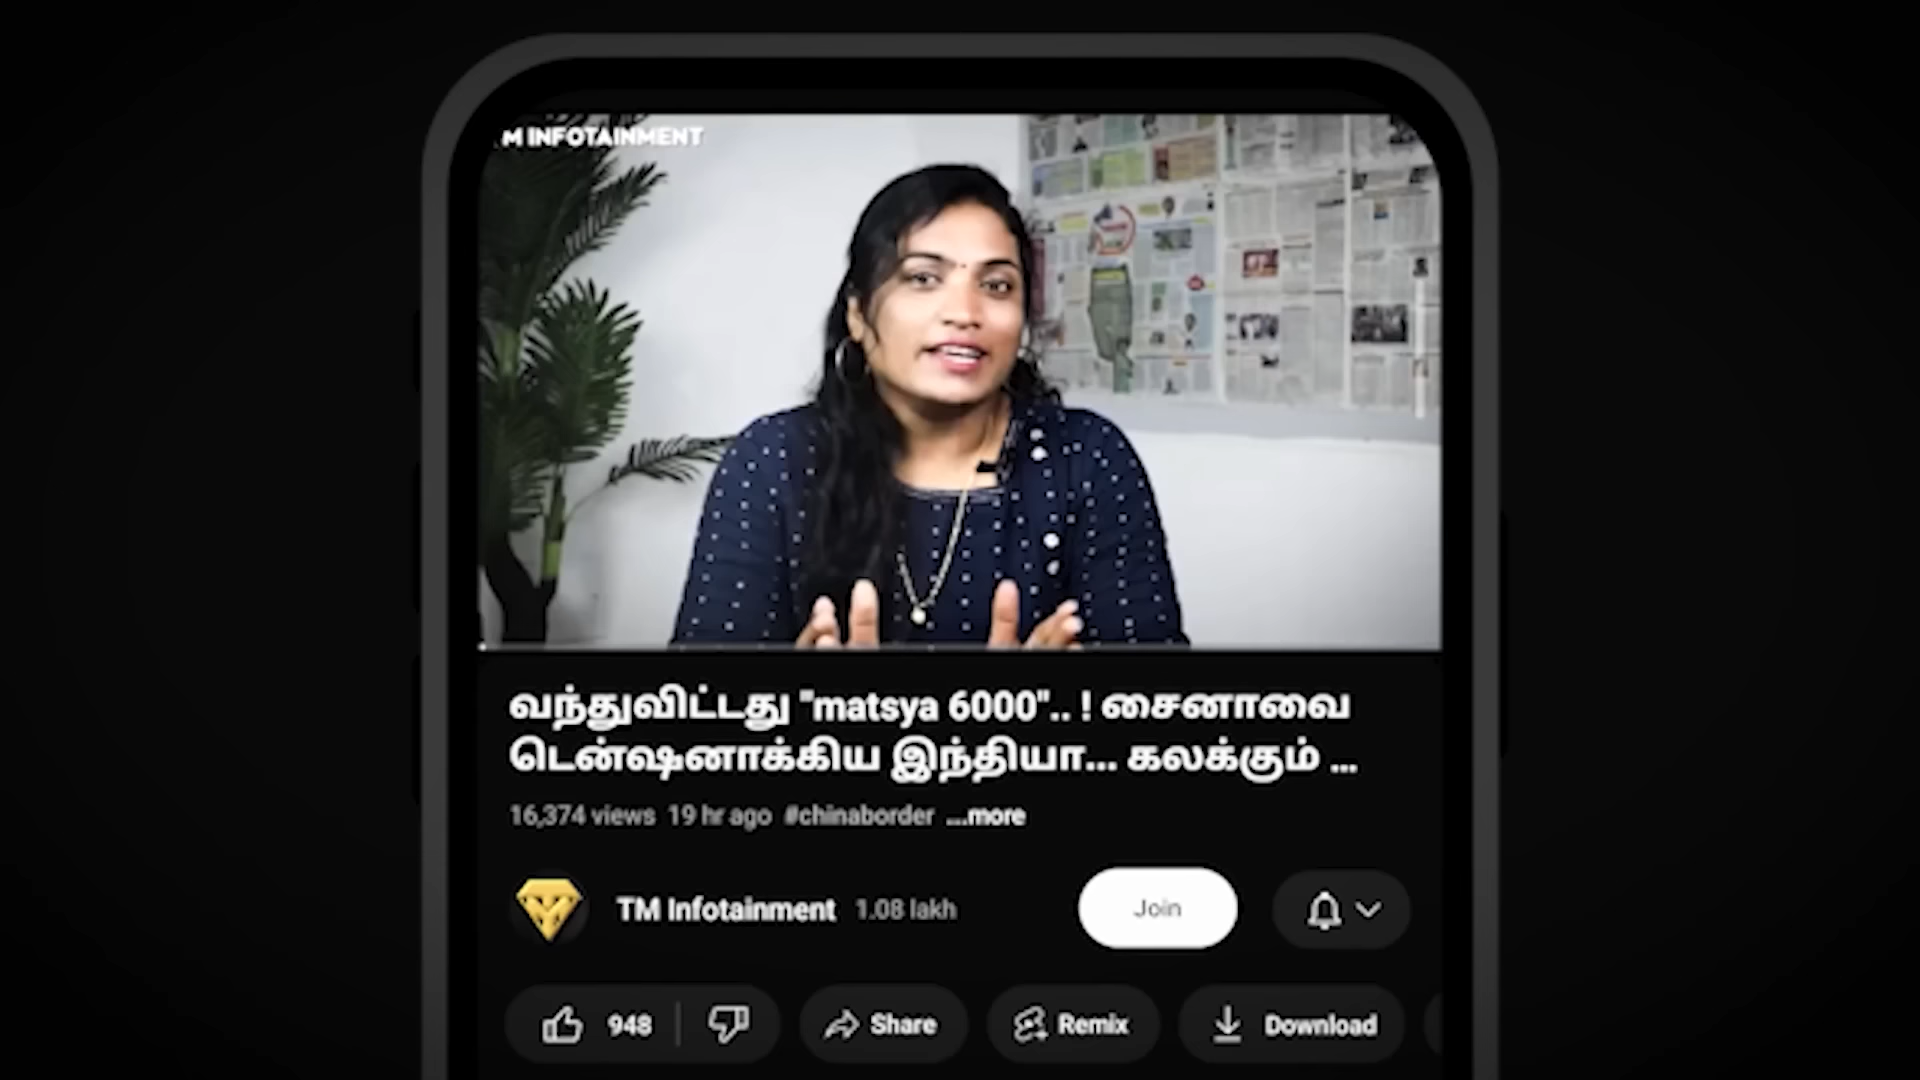 M INFOTAINMENT
வந்துவிட்டது "matsya 6000".. ! சைனாவை
டென்ஷனாக்கிய இந்தியா... கலக்கும் ...
16,374 views 19 hr ago #chinaborder ...more
TM Infotainment 1.08 lakh
Join
948
Share
Remix
Download